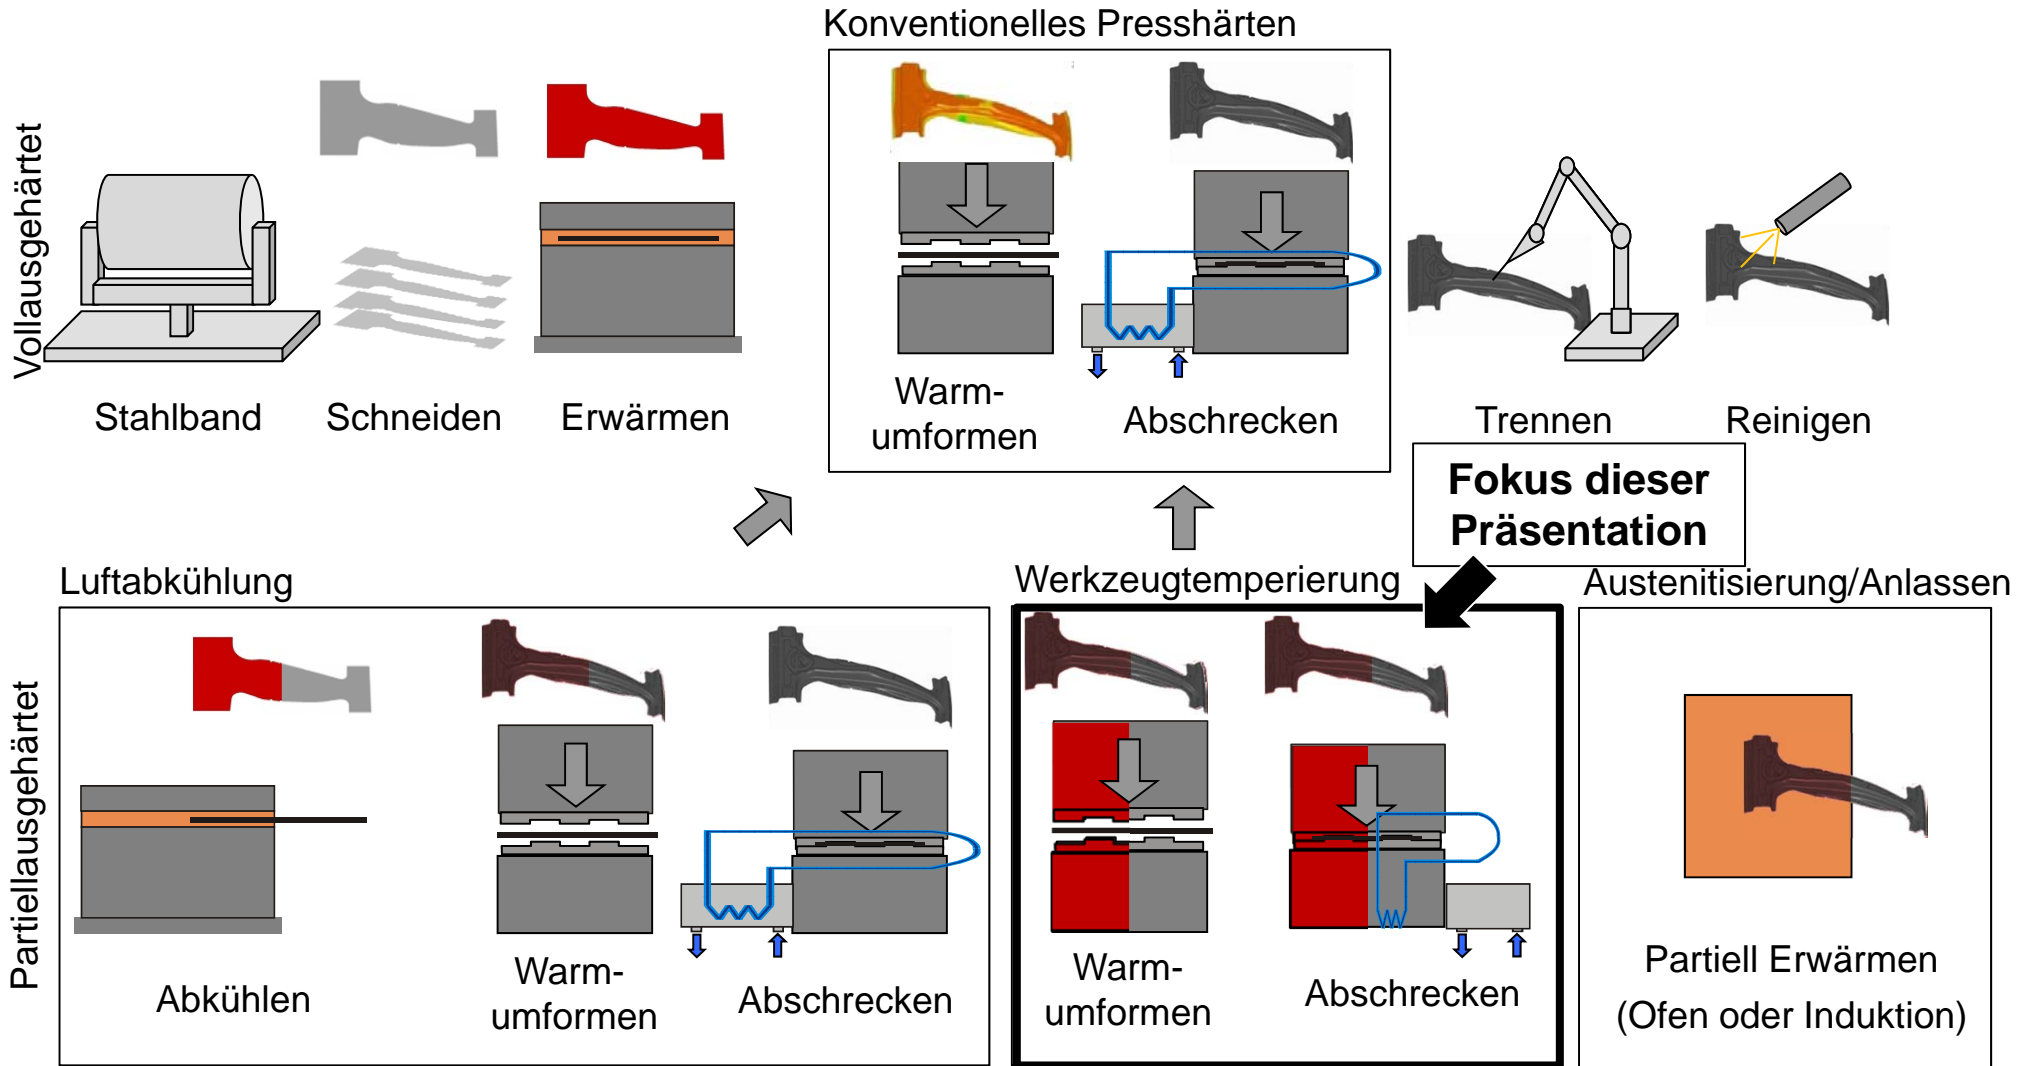 Konventionelles Presshärten
Vollausgehärtet
Stahlband
Schneiden
Erwärmen
Warm-
umformen
Abschrecken
Trennen
Reinigen
Fokus dieser
Präsentation
Luftabkühlung
Werkzeugtemperierung
Austenitisierung/Anlassen
Partiellausgehärtet
Abkühlen
Warm-
umformen
Abschrecken
Warm-
umformen
Abschrecken
Partiell Erwärmen
(Ofen oder Induktion)